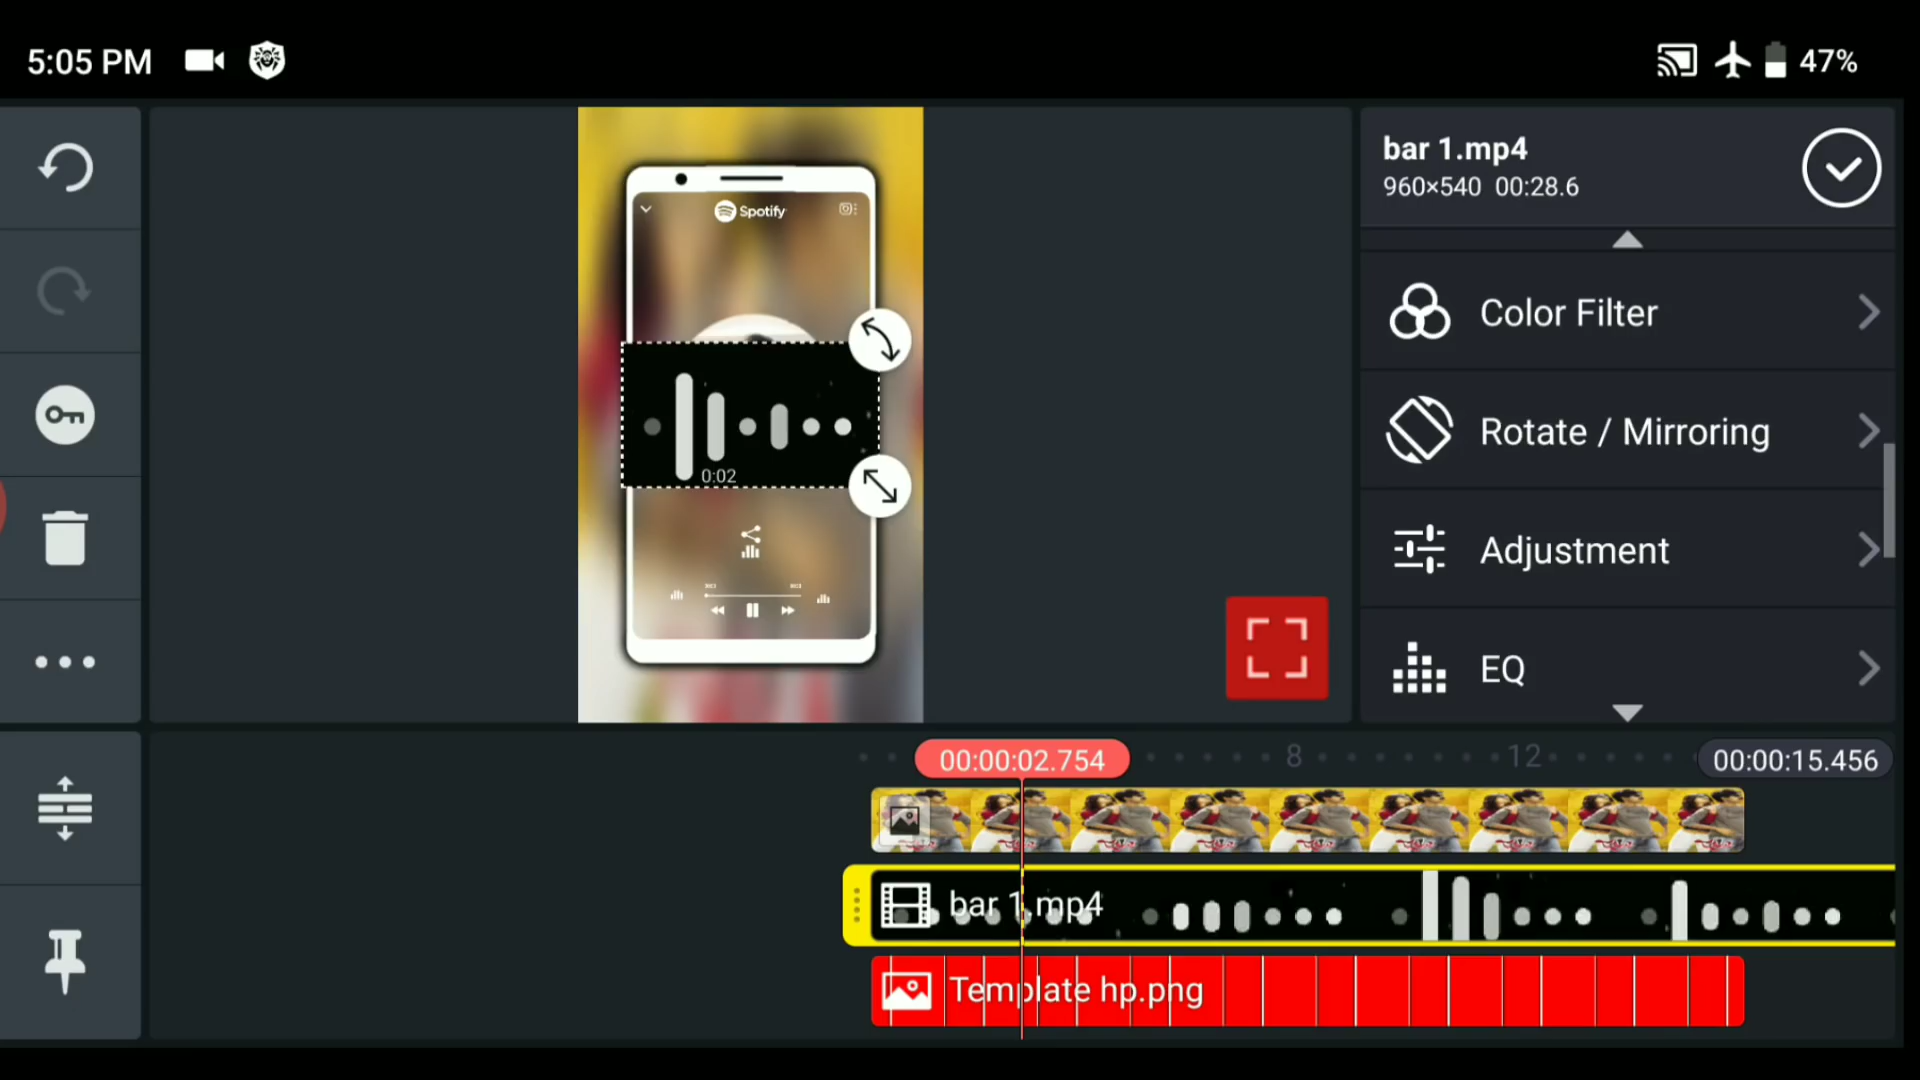 5:05 PM
47%
bar 1.mp4
960×540 00:28.6
Spotify
Color Filter
Rotate / Mirroring
Adjustment
0:02
EQ
00:00:02.754
8
12
00:00:15.456
bar 1.mp4
Template hp.png